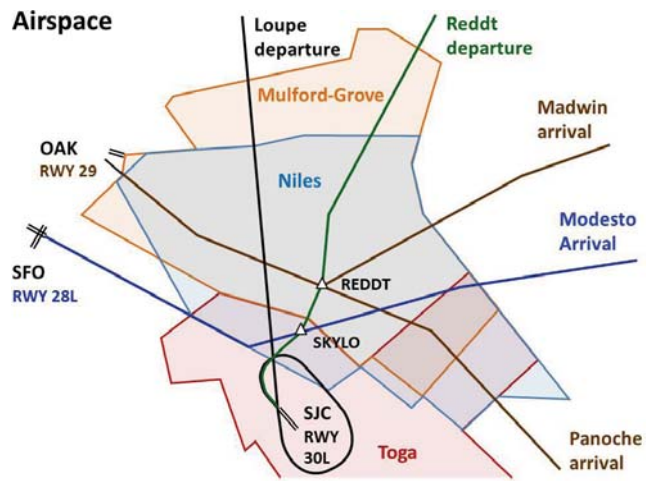 Airspace
Loupe
departure
Reddt
departure
Mulford-Grove
Madwin
arrival
OAK
RWY 29
Niles
Modesto
Arrival
SFO
RWY 28L
REDDT
SKYLO
SJC
RWY
30L
Toga
Panoche
arrival